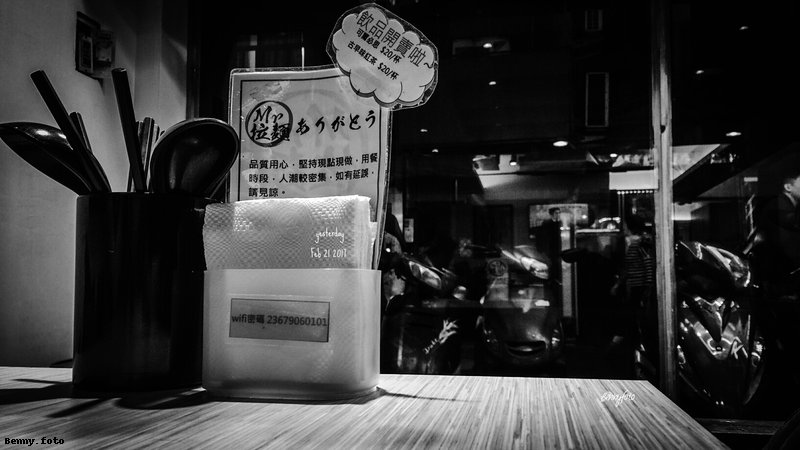 飲品開賣啦~
可爾必思 $20/杯
古早味紅茶 $20/杯
Mr
拉麵
ありがとう
品質用心，堅持現點現做，用餐
時段，人潮較密集，如有延誤，
請見諒。
yesterday
Feb 21 2017
wifi密碼 23679060101
Bennyfoto
Benny.foto